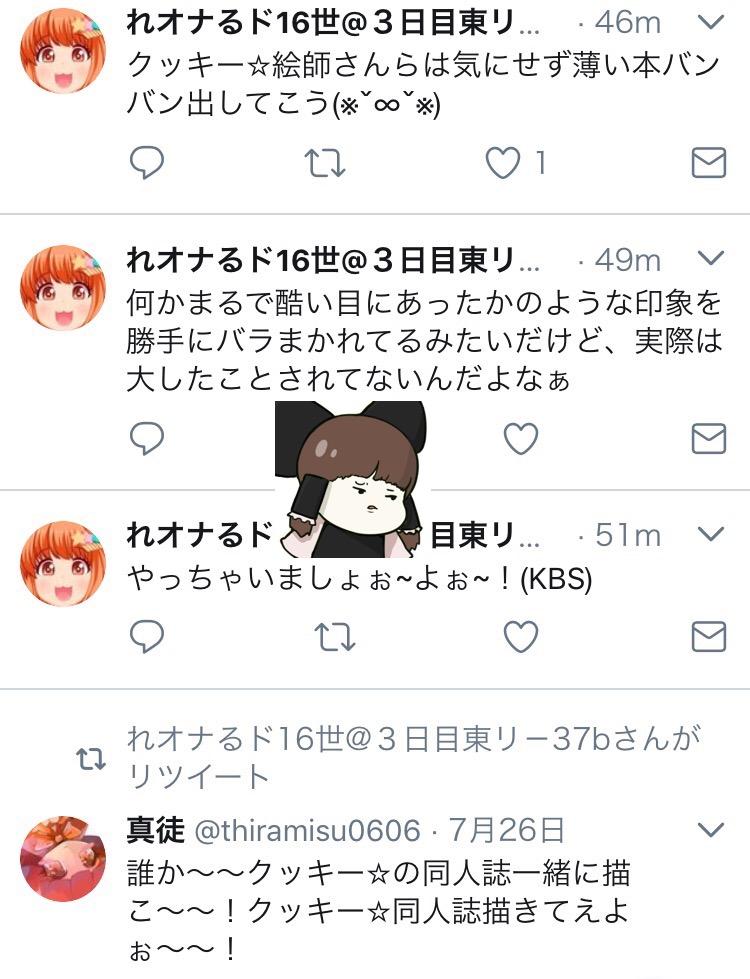 れオナるド16世@３日目東リ... · 46m
クッキー☆絵師さんらは気にせず薄い本バン
バン出してこう(※˘∞˘※)
1
れオナるド16世@３日目東リ... · 49m
何かまるで酷い目にあったかのような印象を
勝手にバラまかれてるみたいだけど、実際は
大したことされてないんだよなぁ
れオナるド 目東リ... · 51m
やっちゃいましょぉ~よぉ~！(KBS)
れオナるド16世@３日目東リ−37bさんが
リツイート
真徒 @thiramisu0606 · 7月26日
誰か〜〜クッキー☆の同人誌一緒に描
こ〜〜！クッキー☆同人誌描きてえよ
ぉ〜〜！